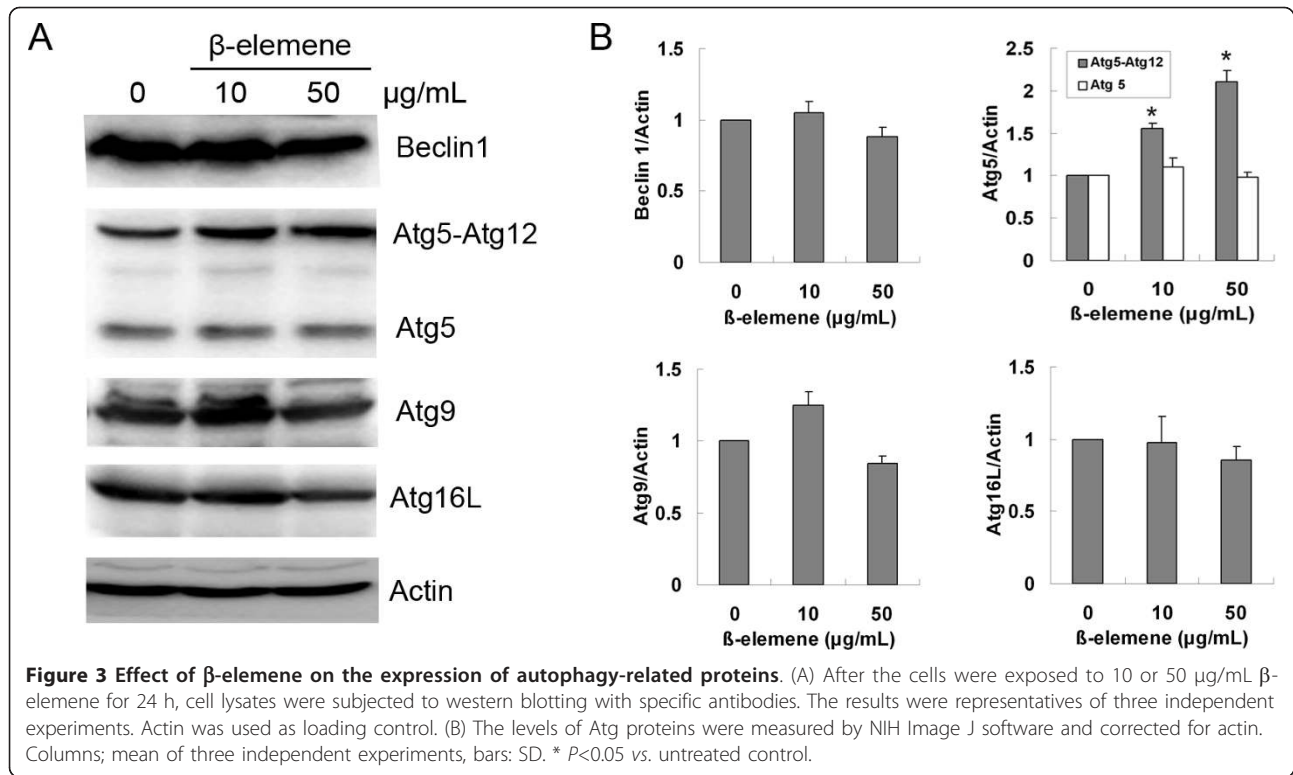 A
β-elemene
0 10 50 µg/mL
Beclin1
Atg5-Atg12
Atg5
Atg9
Atg16L
Actin
B
1.5
1
0.5
0
Beclin 1/Actin
0 10 50
ß-elemene (µg/mL)
2.5
2
1.5
1
0.5
0
Atg5/Actin
Atg5-Atg12
Atg 5
*
*
0 10 50
ß-elemene (µg/mL)
1.5
1
0.5
0
Atg9/Actin
0 10 50
ß-elemene (µg/mL)
1.5
1
0.5
0
Atg16L/Actin
0 10 50
ß-elemene (µg/mL)
Figure 3 Effect of β-elemene on the expression of autophagy-related proteins. (A) After the cells were exposed to 10 or 50 µg/mL β-
elemene for 24 h, cell lysates were subjected to western blotting with specific antibodies. The results were representatives of three independent
experiments. Actin was used as loading control. (B) The levels of Atg proteins were measured by NIH Image J software and corrected for actin.
Columns; mean of three independent experiments, bars: SD. * P<0.05 vs. untreated control.